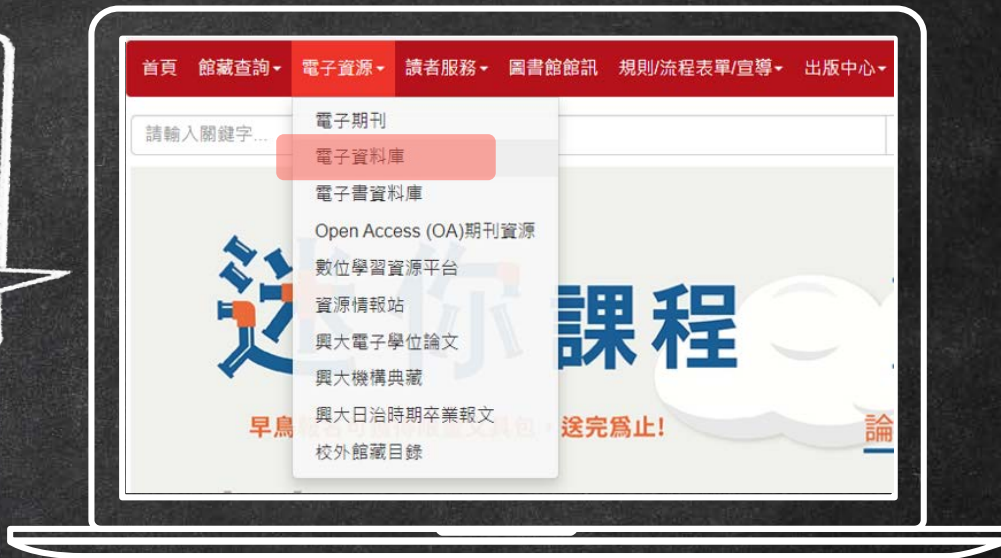 首頁 館藏查詢 電子資源 讀者服務 圖書館館訊 規則/流程表單/宣導 出版中心
請輸入關鍵字...
電子期刊
電子資料庫
電子書資料庫
Open Access (OA)期刊資源
數位學習資源平台
資源情報站
興大電子學位論文
興大機構典藏
興大日治時期卒業報文
校外館藏目錄
迷你課程
早鳥
送完為止!
論